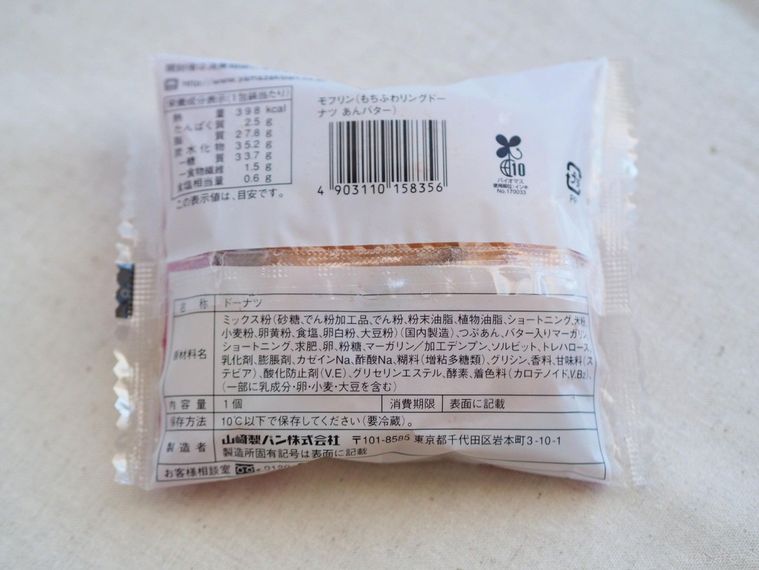 http://www.yamazakipan
栄養成分表示(1包装当たり)
熱量 398 kcal
たんぱく質 2.5 g
脂質 27.8 g
炭水化物 35.2 g
―糖質 33.7 g
―食物繊維 1.5 g
食塩相当量 0.6 g
この表示値は、目安です。
モフリン(もちふわリングドー
ナツ あんバター)
4 903110 158356
10
バイオマス
No.170033
名称 ドーナツ
原材料名 ミックス粉(砂糖、でん粉加工品、でん粉、粉末油脂、植物油脂、ショートニング、米粉、
小麦粉、卵黄粉、食塩、卵白粉、大豆粉)(国内製造)、つぶあん、バター入りマーガリン、
ショートニング、求肥、卵、粉糖、マーガリン/加工デンプン、ソルビット、トレハロース、
乳化剤、膨脹剤、カゼインNa、酢酸Na、糊料(増粘多糖類)、グリシン、香料、甘味料(ス
テビア)、酸化防止剤(V.E)、グリセリンエステル、酵素、着色料(カロテノイド,V.B₂)、
(一部に乳成分・卵・小麦・大豆を含む)
内容量 1個 消費期限 表面に記載
保存方法 10℃以下で保存してください(要冷蔵)。
製造者 山崎製パン株式会社 〒101-8585 東京都千代田区岩本町3-10-1
製造所固有記号は表面に記載
お客様相談室